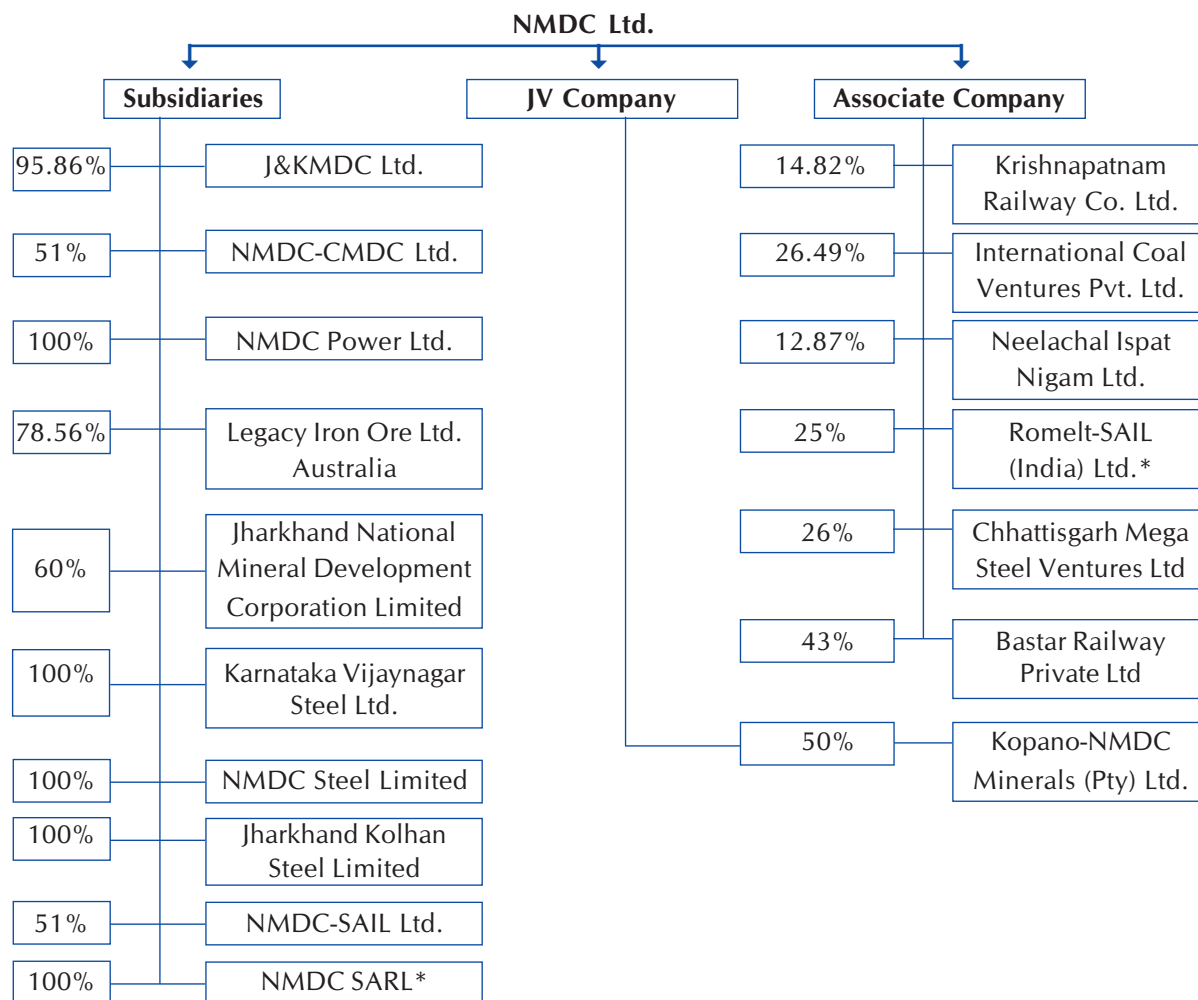 NMDC Ltd.
Subsidiaries
95.86%
J&KMDC Ltd.
51%
NMDC-CMDC Ltd.
100%
NMDC Power Ltd.
78.56%
Legacy Iron Ore Ltd.
Australia
60%
Jharkhand National
Mineral Development
Corporation Limited
100%
Karnataka Vijaynagar
Steel Ltd.
100%
NMDC Steel Limited
100%
Jharkhand Kolhan
Steel Limited
51%
NMDC-SAIL Ltd.
100%
NMDC SARL*
JV Company
50%
Kopano-NMDC
Minerals (Pty) Ltd.
Associate Company
14.82%
Krishnapatnam
Railway Co. Ltd.
26.49%
International Coal
Ventures Pvt. Ltd.
12.87%
Neelachal Ispat
Nigam Ltd.
25%
Romelt-SAIL
(India) Ltd.*
26%
Chhattisgarh Mega
Steel Ventures Ltd
43%
Bastar Railway
Private Ltd